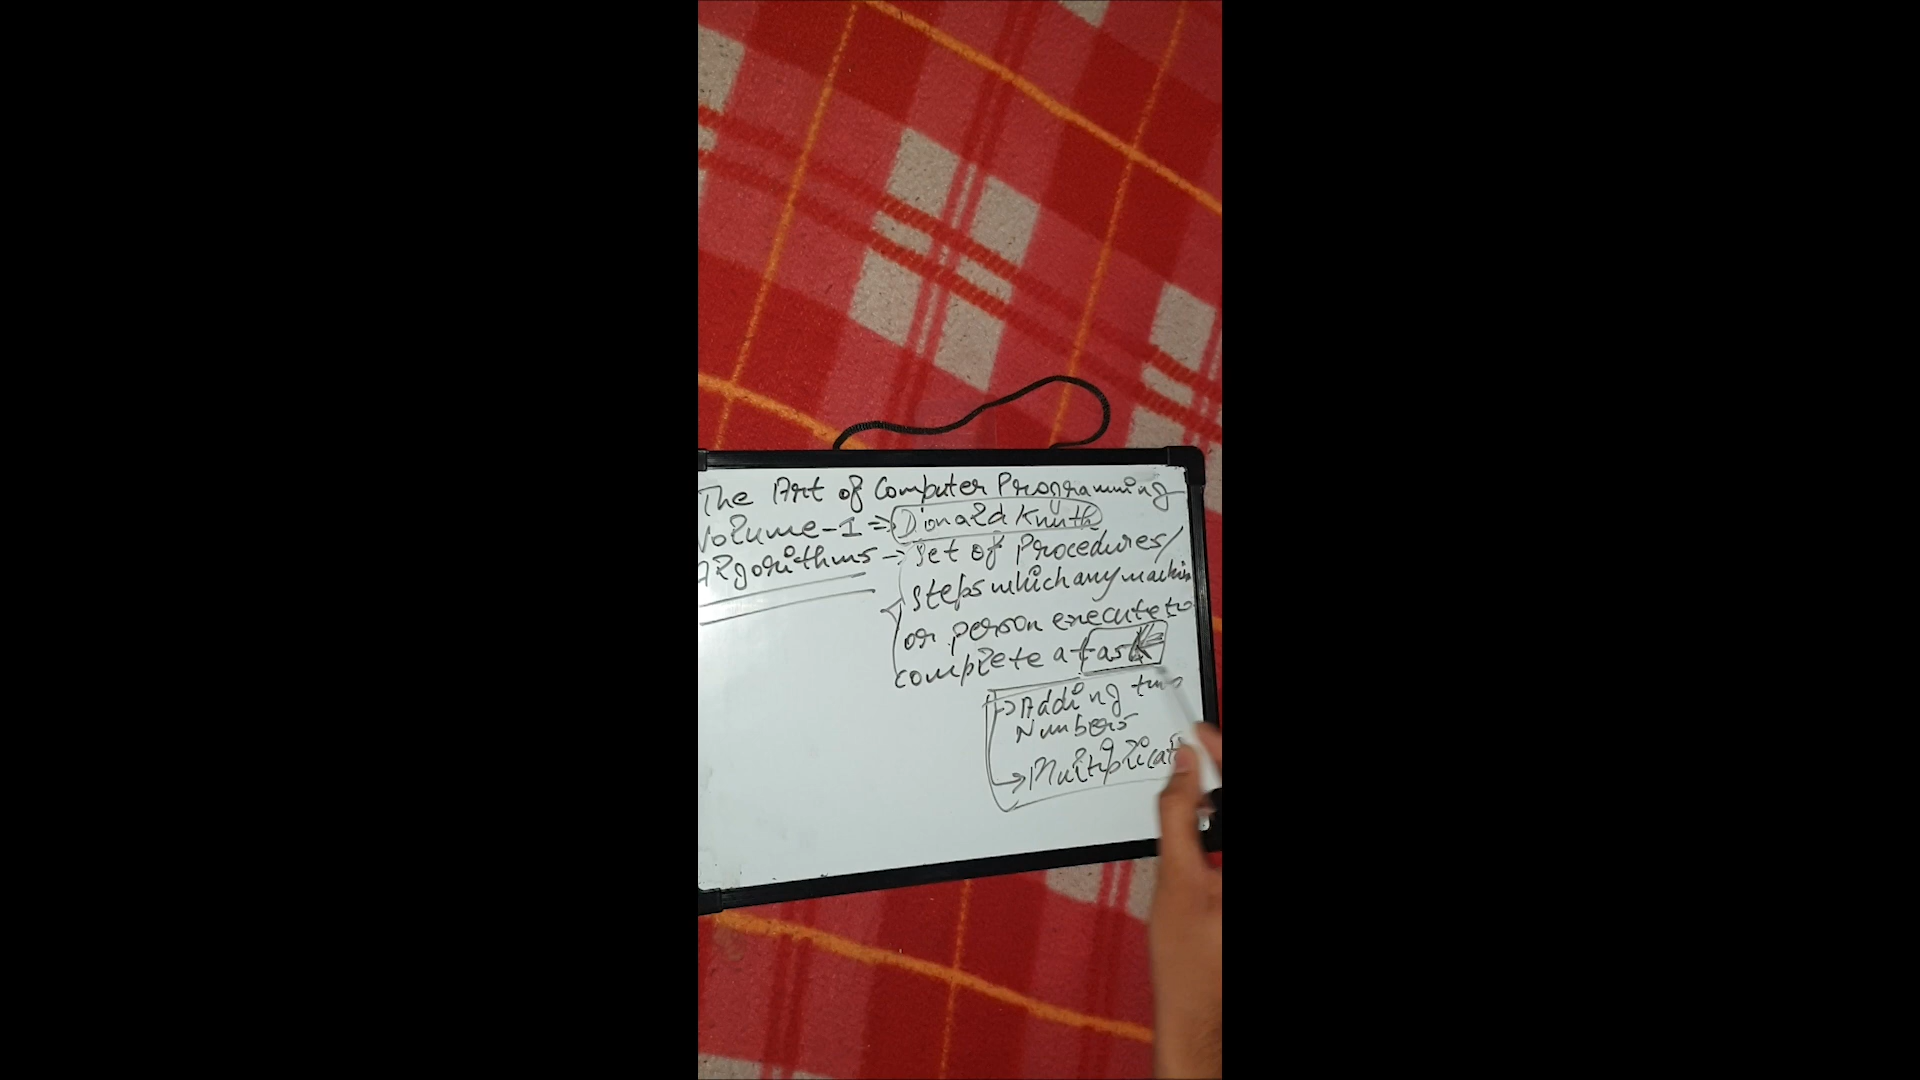 The Art of Computer Programming
Volume-1 => Donald Knuth
Algorithms -> Set of Procedures/
Steps which any machin
or person execute to
complete a task
-> Adding two
Numbers
-> Multiplicat